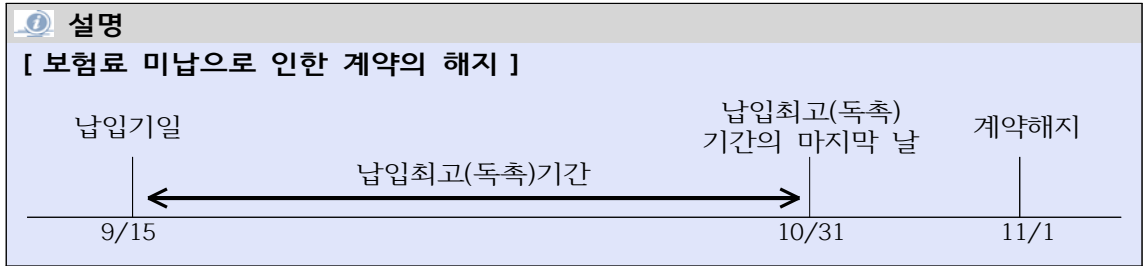 설명
[ 보험료 미납으로 인한 계약의 해지 ]
납입기일
납입최고(독촉)
기간의 마지막 날
계약해지
납입최고(독촉)기간
9/15
10/31
11/1